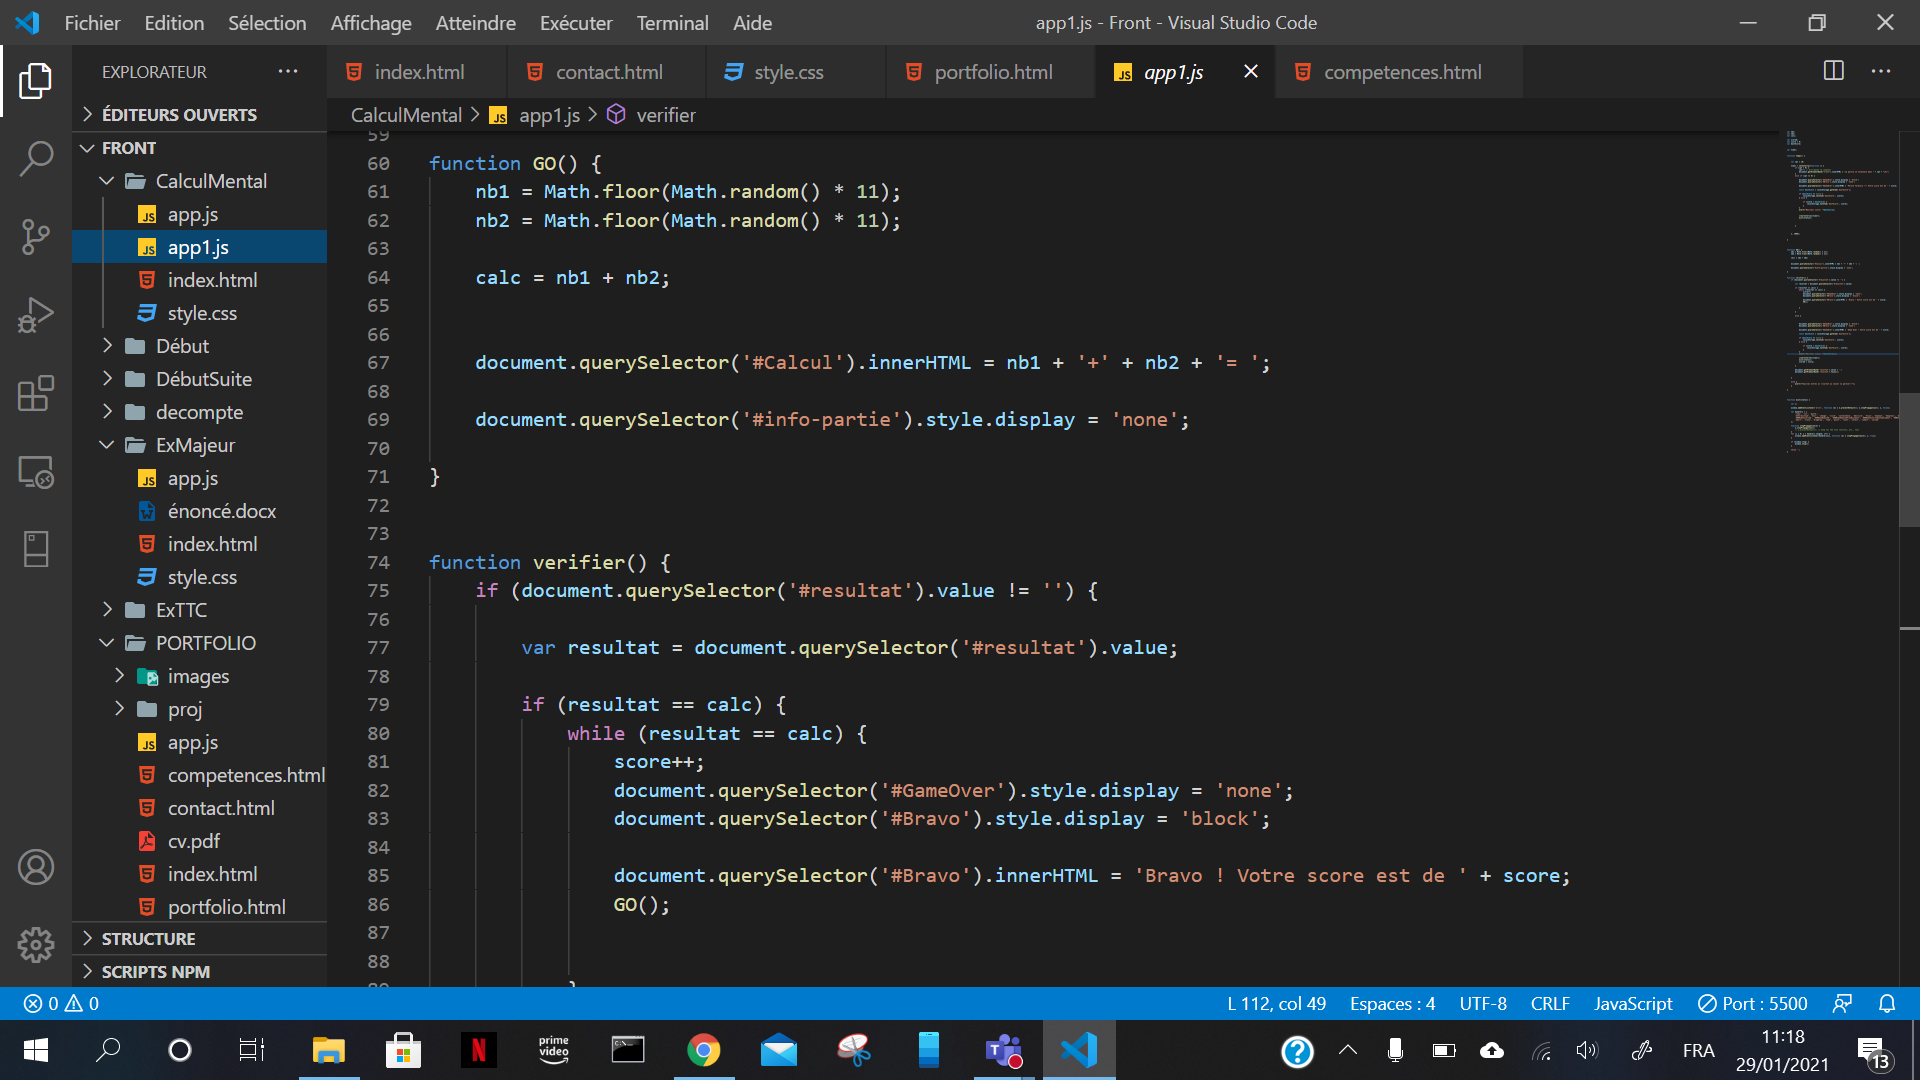 Fichier Edition Sélection Affichage Atteindre Exécuter Terminal Aide
app1.js - Front - Visual Studio Code
EXPLORATEUR
ÉDITEURS OUVERTS
FRONT
CalculMental
app.js
app1.js
index.html
style.css
Début
DébutSuite
decompte
ExMajeur
app.js
énoncé.docx
index.html
style.css
ExTTC
PORTFOLIO
images
proj
app.js
competences.html
contact.html
cv.pdf
index.html
portfolio.html
STRUCTURE
SCRIPTS NPM
index.html contact.html style.css portfolio.html app1.js competences.html
CalculMental > app1.js > verifier
59
60 function GO() {
61 nb1 = Math.floor(Math.random() * 11);
62 nb2 = Math.floor(Math.random() * 11);
63
64 calc = nb1 + nb2;
65
66
67 document.querySelector('#Calcul').innerHTML = nb1 + '+' + nb2 + '= ';
68
69 document.querySelector('#info-partie').style.display = 'none';
70
71 }
72
73
74 function verifier() {
75 if (document.querySelector('#resultat').value != '') {
76
77 var resultat = document.querySelector('#resultat').value;
78
79 if (resultat == calc) {
80 while (resultat == calc) {
81 score++;
82 document.querySelector('#GameOver').style.display = 'none';
83 document.querySelector('#Bravo').style.display = 'block';
84
85 document.querySelector('#Bravo').innerHTML = 'Bravo ! Votre score est de ' + score;
86 GO();
87
88
0 0
L 112, col 49 Espaces : 4 UTF-8 CRLF JavaScript Port : 5500
prime video
FRA
11:18
29/01/2021
13